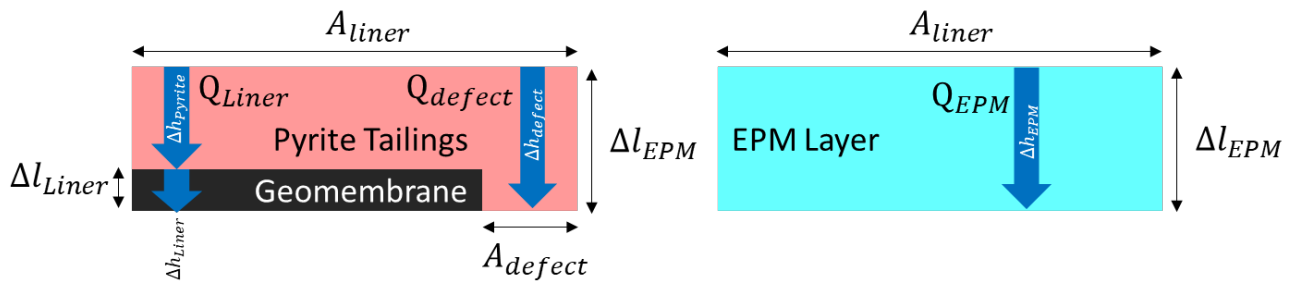 A_liner
A_liner
Δh_Pyrite
Q_Liner
Q_defect
Δh_defect
Pyrite Tailings
Δl_EPM
Q_EPM
Δh_EPM
EPM Layer
Δl_EPM
Δl_Liner
Geomembrane
Δh_Liner
A_defect